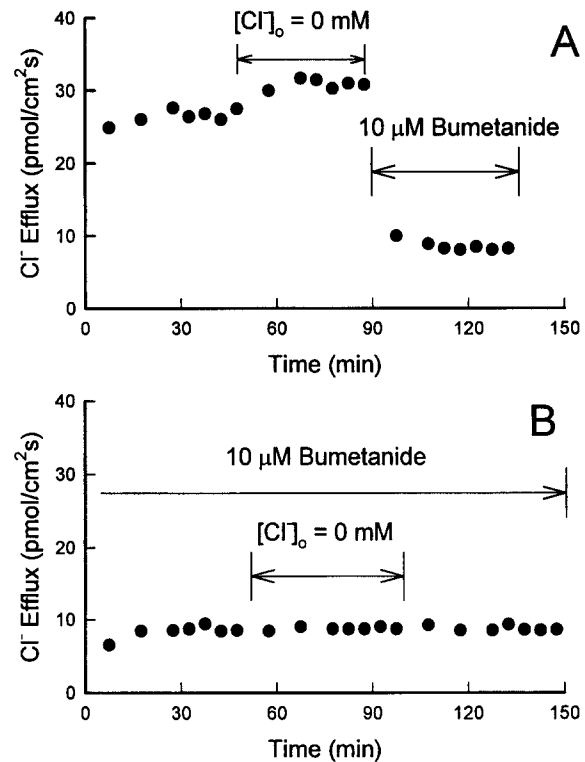 A
[Cl⁻]ₒ = 0 mM
10 μM Bumetanide
Cl⁻ Efflux (pmol/cm²s)
40
30
20
10
0
0 30 60 90 120 150
Time (min)
B
10 μM Bumetanide
[Cl⁻]ₒ = 0 mM
Cl⁻ Efflux (pmol/cm²s)
40
30
20
10
0
0 30 60 90 120 150
Time (min)